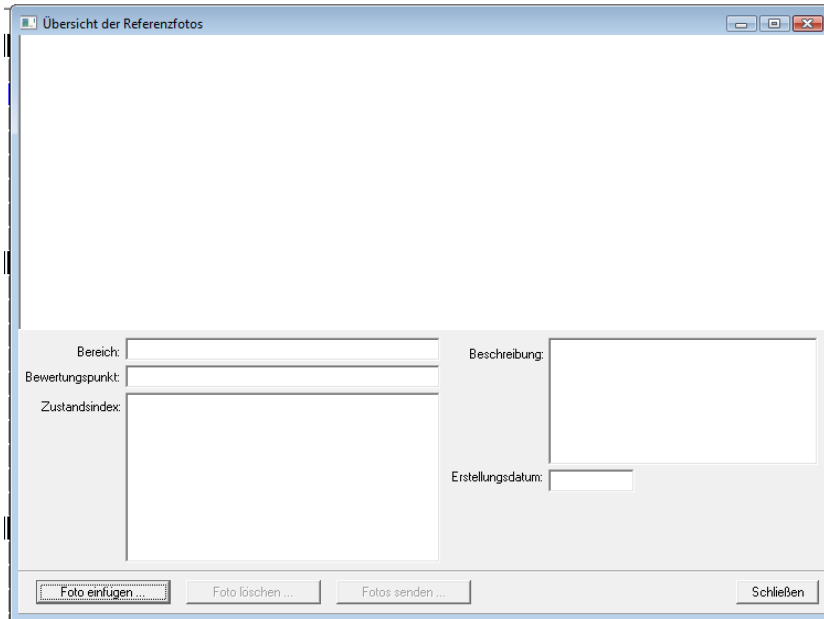 Übersicht der Referenzfotos
Bereich:
Bewertungspunkt:
Zustandsindex:
Beschreibung:
Erstellungsdatum:
Foto einfügen ...
Foto löschen ...
Fotos senden ...
Schließen